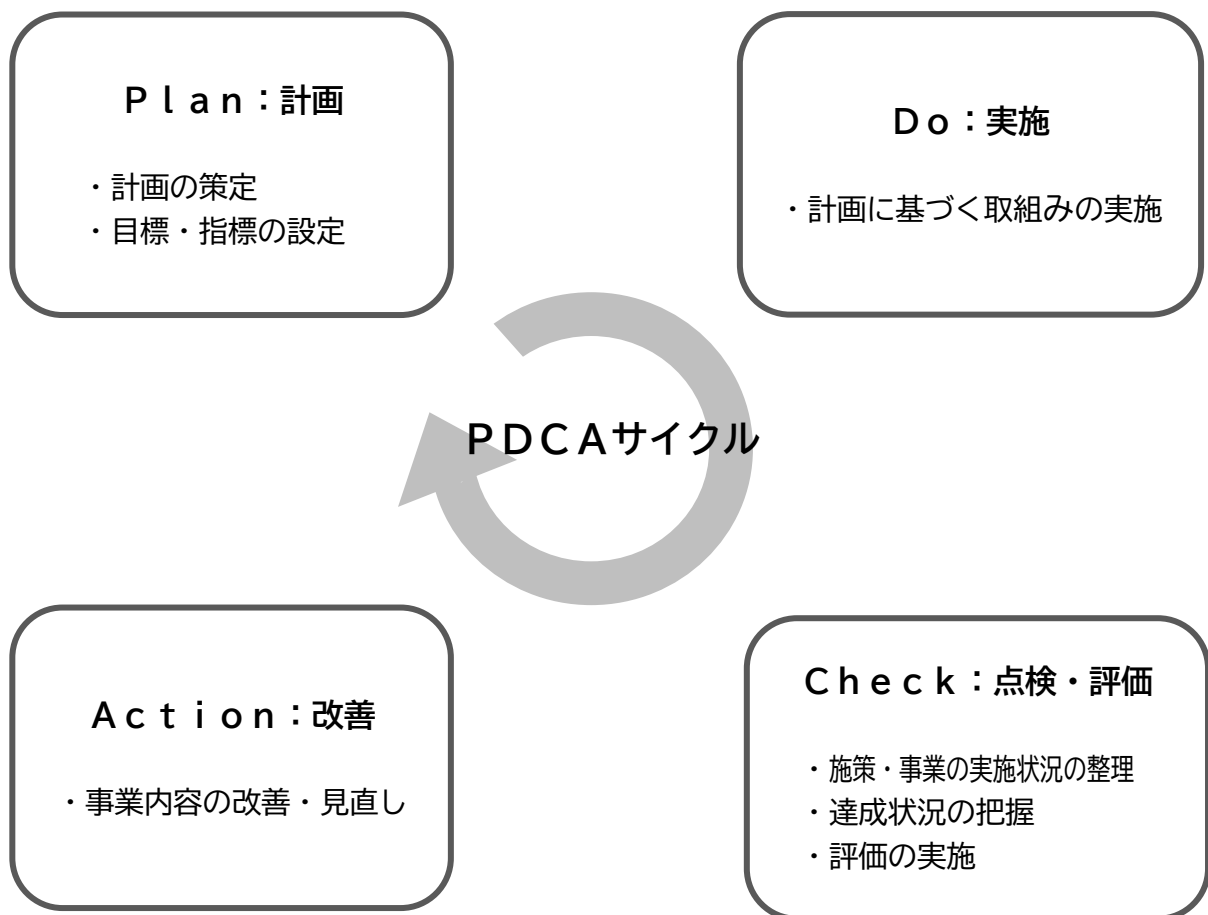 Ｐｌａｎ：計画
・計画の策定
・目標・指標の設定
Ｄｏ：実施
・計画に基づく取組みの実施
ＰＤＣＡサイクル
Ａｃｔｉｏｎ：改善
・事業内容の改善・見直し
Ｃｈｅｃｋ：点検・評価
・施策・事業の実施状況の整理
・達成状況の把握
・評価の実施